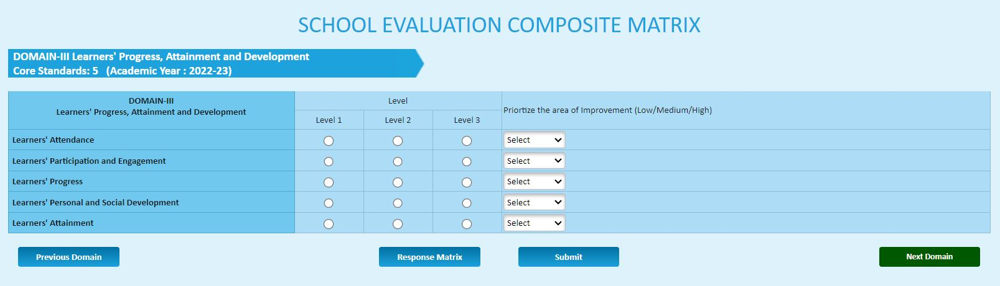 SCHOOL EVALUATION COMPOSITE MATRIX
DOMAIN-III Learners' Progress, Attainment and Development
Core Standards: 5 (Academic Year : 2022-23)
DOMAIN-III
Learners' Progress, Attainment and Development
Level
Priortize the area of Improvement (Low/Medium/High)
Level 1 Level 2 Level 3
Learners' Attendance Select
Learners' Participation and Engagement Select
Learners' Progress Select
Learners' Personal and Social Development Select
Learners' Attainment Select
Previous Domain Response Matrix Submit Next Domain